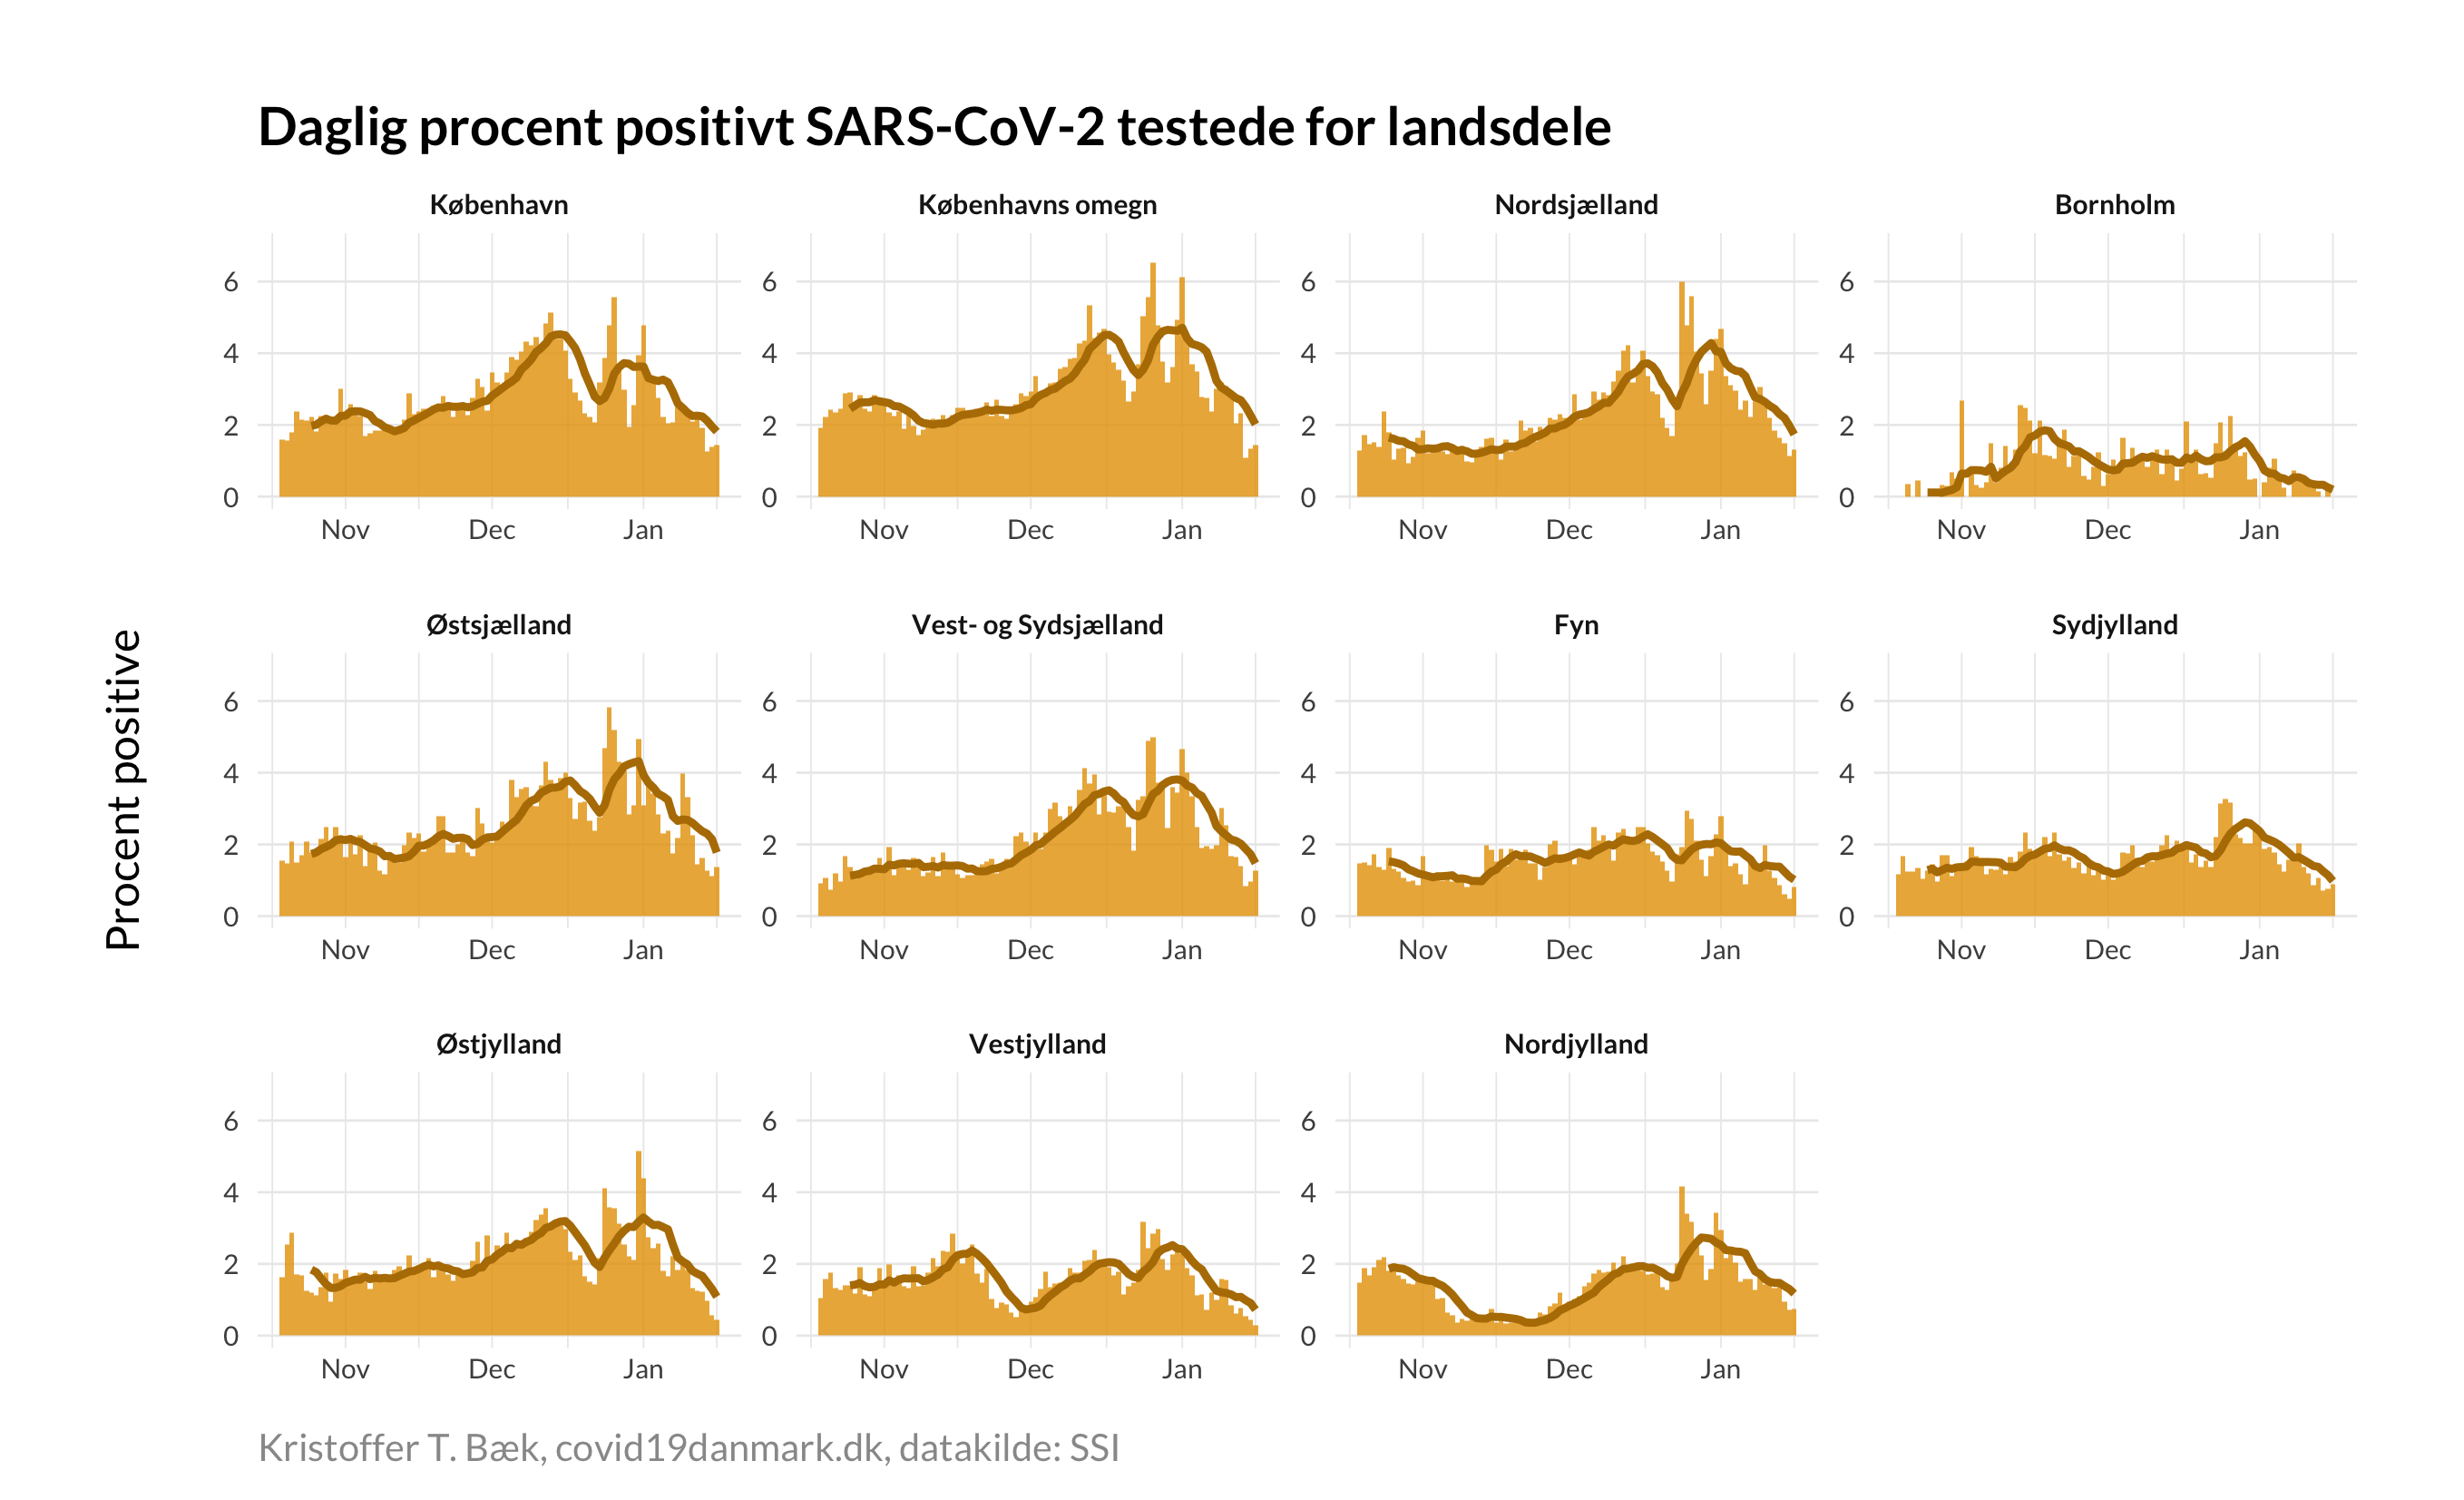 Daglig procent positivt SARS-CoV-2 testede for landsdele
København
Københavns omegn
Nordsjælland
Bornholm
6
4
2
0
Nov Dec Jan
6
4
2
0
Nov Dec Jan
6
4
2
0
Nov Dec Jan
6
4
2
0
Nov Dec Jan
Procent positive
Østsjælland
Vest- og Sydsjælland
Fyn
Sydjylland
6
4
2
0
Nov Dec Jan
6
4
2
0
Nov Dec Jan
6
4
2
0
Nov Dec Jan
6
4
2
0
Nov Dec Jan
Østjylland
Vestjylland
Nordjylland
6
4
2
0
Nov Dec Jan
6
4
2
0
Nov Dec Jan
6
4
2
0
Nov Dec Jan
Kristoffer T. Bæk, covid19danmark.dk, datakilde: SSI